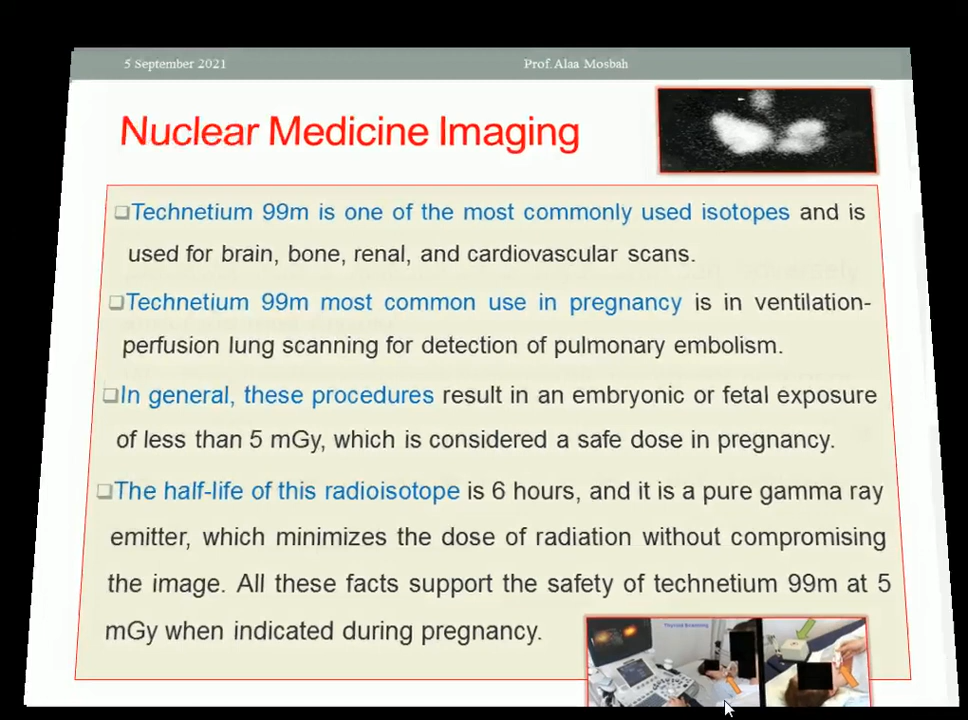 5 September 2021 Prof.Alaa Mosbah
Nuclear Medicine Imaging
Technetium 99m is one of the most commonly used isotopes and is
used for brain, bone, renal, and cardiovascular scans.
Technetium 99m most common use in pregnancy is in ventilation-
perfusion lung scanning for detection of pulmonary embolism.
In general, these procedures result in an embryonic or fetal exposure
of less than 5 mGy, which is considered a safe dose in pregnancy.
The half-life of this radioisotope is 6 hours, and it is a pure gamma ray
emitter, which minimizes the dose of radiation without compromising
the image. All these facts support the safety of technetium 99m at 5
mGy when indicated during pregnancy.
Thyroid Scanning